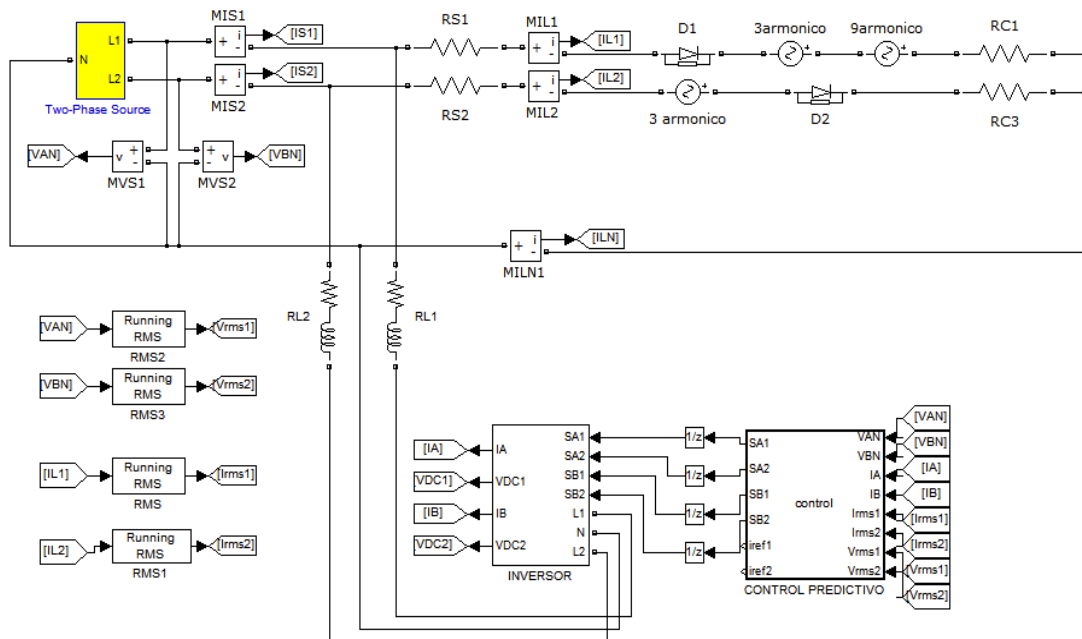 MIS1
[IS1]
RS1
MIL1
[IL1]
D1
3armonico
9armonico
RC1
L1
N
L2
i
+
-
[IS2]
[IL2]
Two-Phase Source
MIS2
RS2
MIL2
3 armonico
D2
RC3
[VAN]
v
+
-
MVS1
+
-
v
MVS2
[VBN]
i
+
-
MILN1
[ILN]
RL2
RL1
[VAN]
Running
RMS
[Vrms1]
RMS2
[VBN]
Running
RMS
[Vrms2]
RMS3
[IL1]
Running
RMS
[Irms1]
RMS
[IL2]
Running
RMS
[Irms2]
RMS1
[IA]
VDC1]
[IB]
VDC2]
IA
VDC1
IB
VDC2
SA1
SA2
SB1
SB2
L1
N
L2
INVERSOR
1/z
1/z
1/z
1/z
SA1
SA2
SB1
SB2
iref1
iref2
control
VAN
VBN
IA
IB
Irms1
Irms2
Vrms1
Vrms2
CONTROL PREDICTIVO
[VAN]
[VBN]
[IA]
[IB]
[Irms1]
[Irms2]
[Vrms1]
[Vrms2]